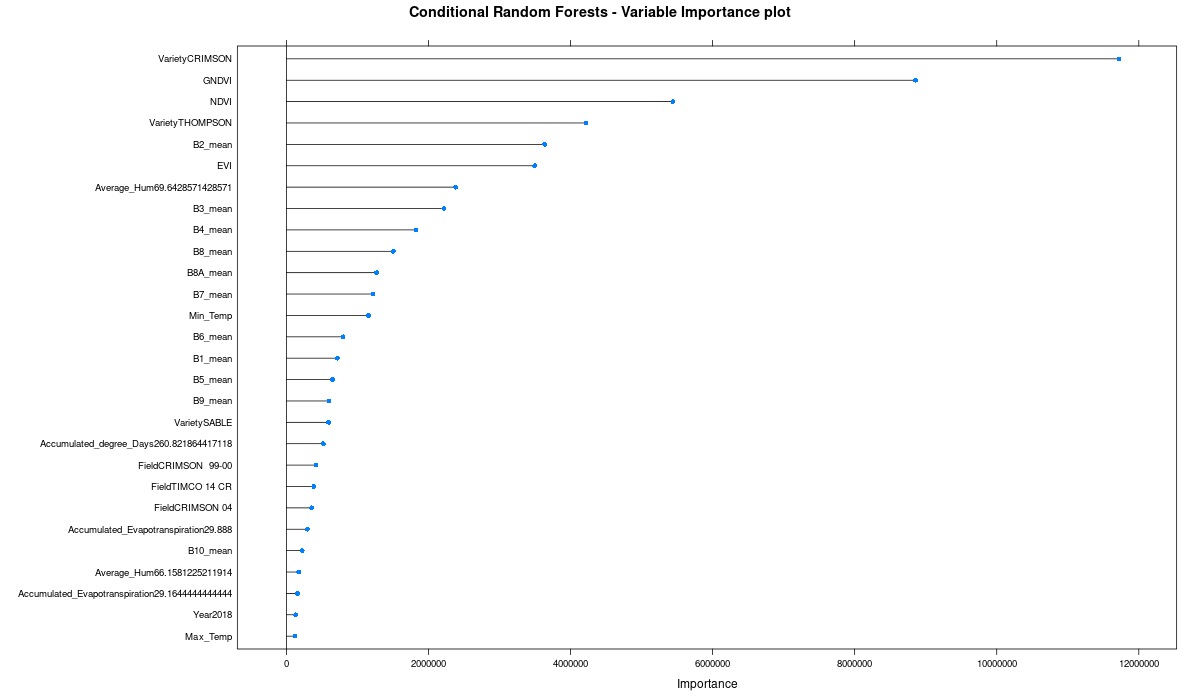 Conditional Random Forests - Variable Importance plot
VarietyCRIMSON
GNDVI
NDVI
VarietyTHOMPSON
B2_mean
EVI
Average_Hum69.6428571428571
B3_mean
B4_mean
B8_mean
B8A_mean
B7_mean
Min_Temp
B6_mean
B1_mean
B5_mean
B9_mean
VarietySABLE
Accumulated_degree_Days260.821864417118
FieldCRIMSON  99-00
FieldTIMCO 14 CR
FieldCRIMSON 04
Accumulated_Evapotranspiration29.888
B10_mean
Average_Hum66.1581225211914
Accumulated_Evapotranspiration29.1644444444444
Year2018
Max_Temp
0 2000000 4000000 6000000 8000000 10000000 12000000
Importance